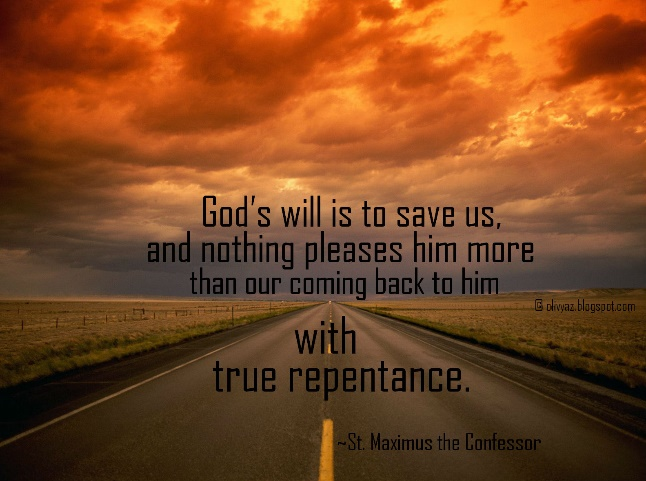 God's will is to save us,
and nothing pleases him more
than our coming back to him
© olivyaz.blogspot.com
with
true repentance.
~St. Maximus the Confessor